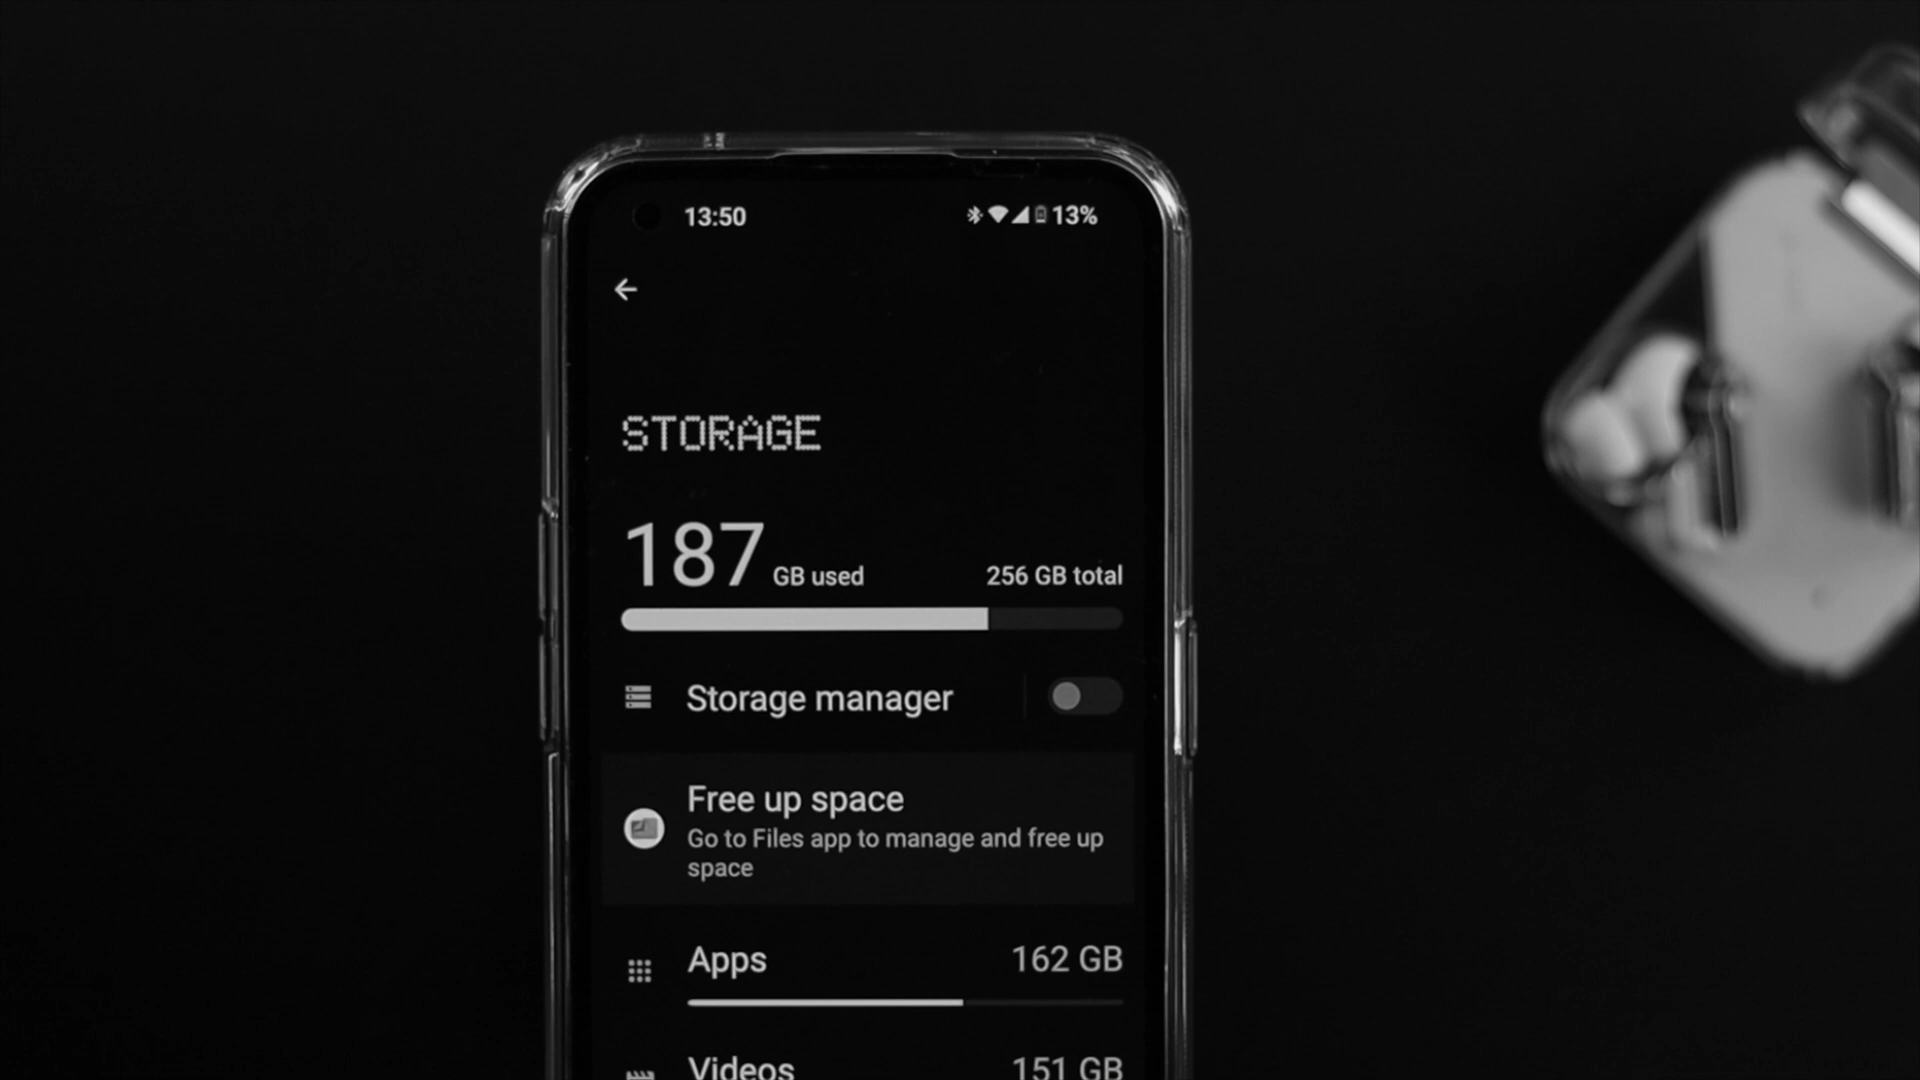 13:50 13%
STORAGE
187 GB used 256 GB total
Storage manager
Free up space
Go to Files app to manage and free up
space
Apps 162 GB
Videos 151 GB